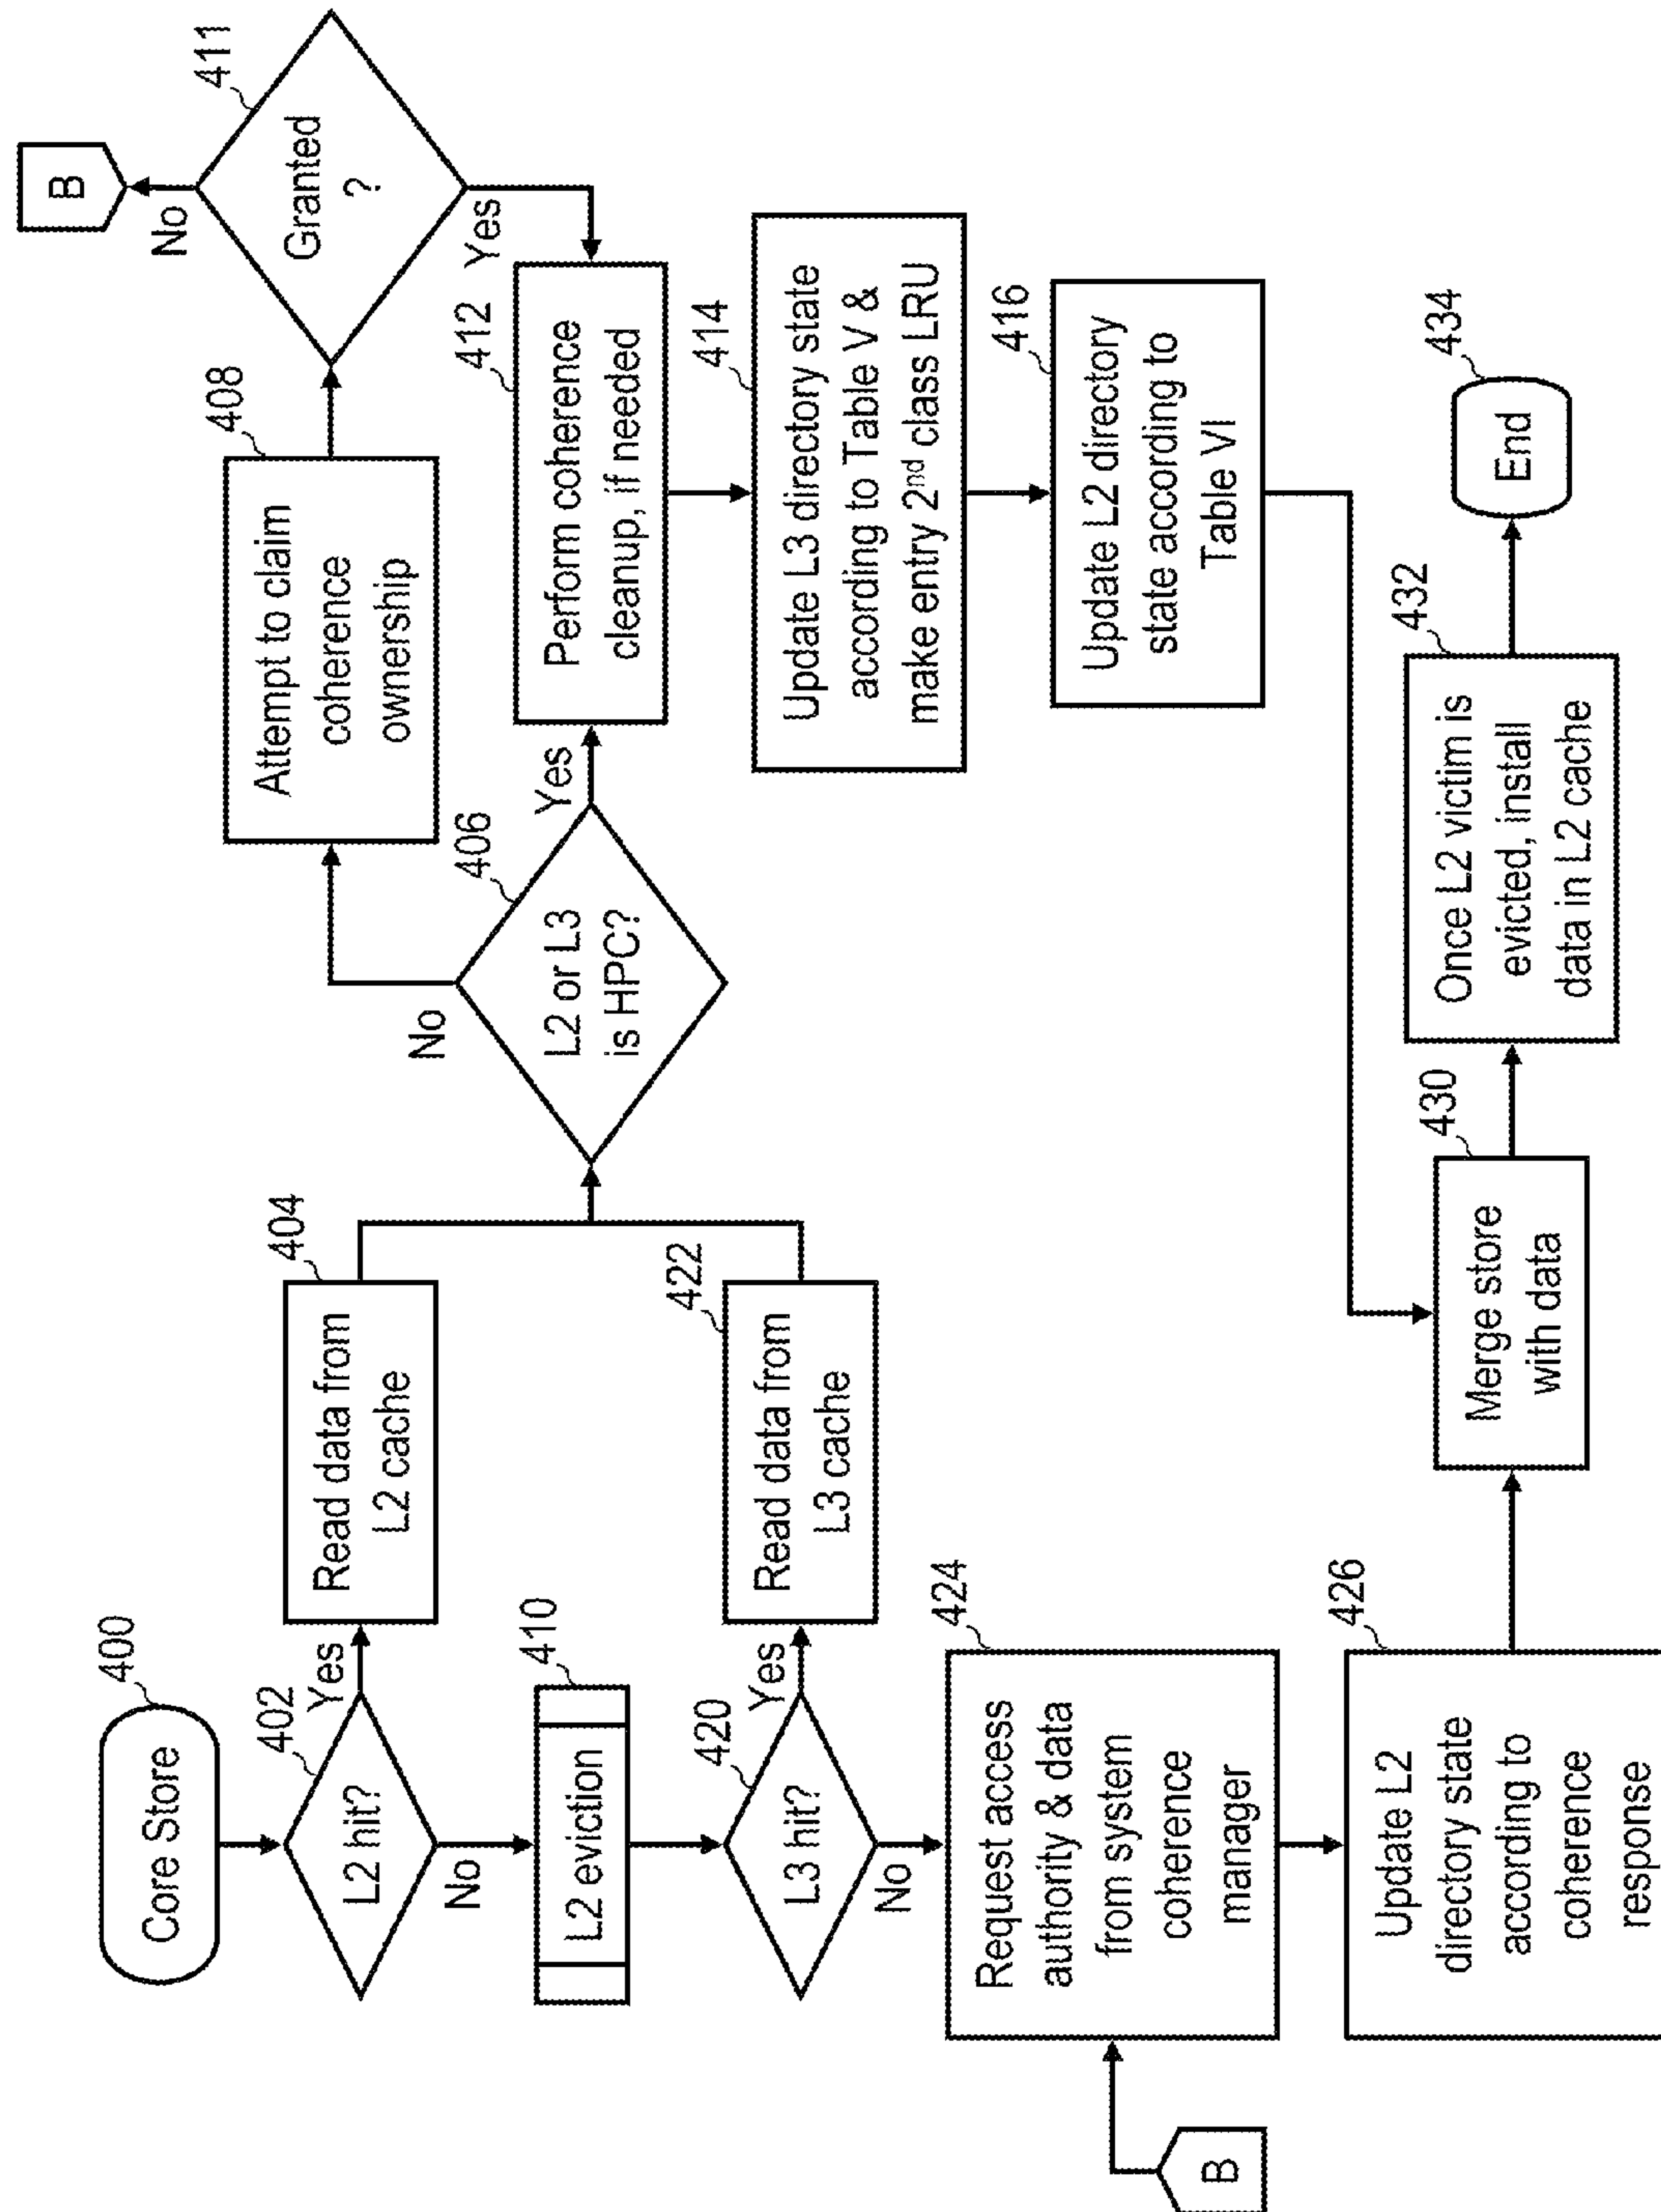 400
Core Store
402
L2 hit?
Yes
No
404
Read data from
L2 cache
410
L2 eviction
420
L3 hit?
Yes
No
422
Read data from
L3 cache
406
L2 or L3
is HPC?
No
Yes
408
Attempt to claim
coherence
ownership
411
Granted
?
No
Yes
B
412
Perform coherence
cleanup, if needed
414
Update L3 directory state
according to Table V &
make entry 2nd class LRU
416
Update L2 directory
state according to
Table VI
B
424
Request access
authority & data
from system
coherence
manager
426
Update L2
directory state
according to
coherence
response
430
Merge store
with data
432
Once L2 victim is
evicted, install
data in L2 cache
434
End